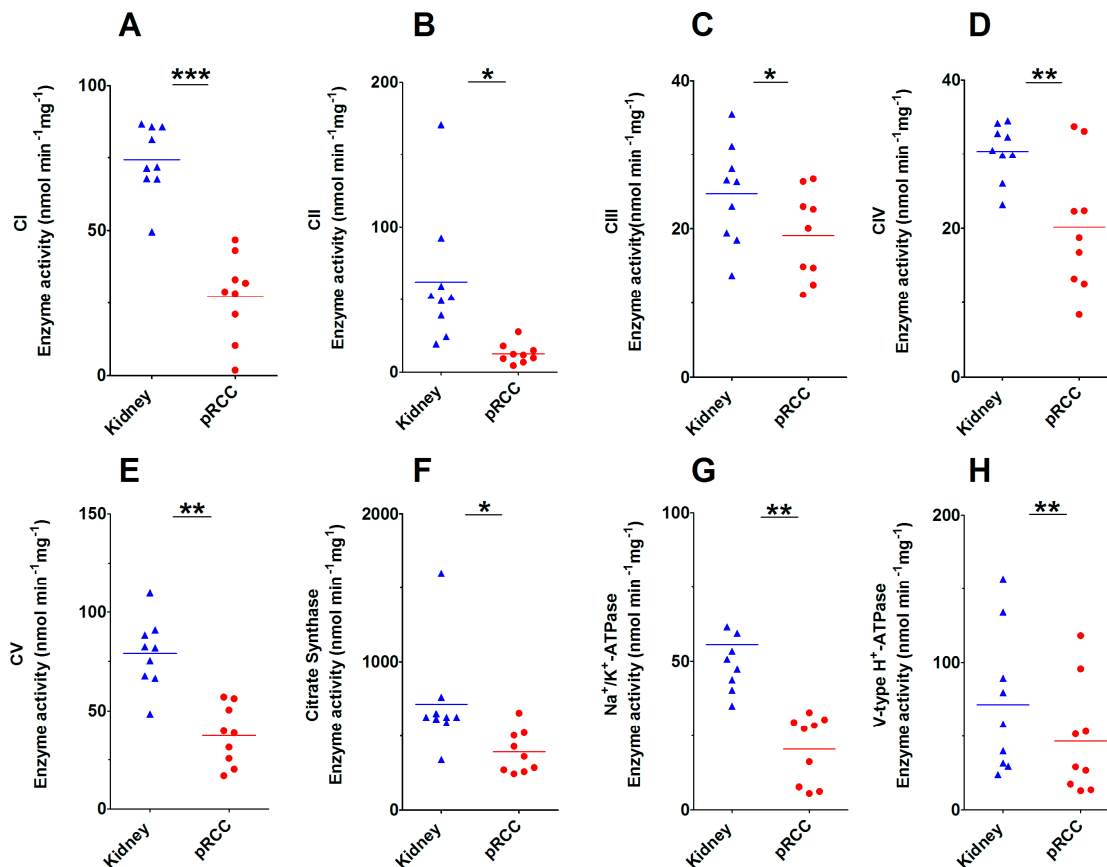 A
***
100
50
0
CI
Enzyme activity (nmol min -1mg-1)
Kidney
pRCC
B
*
200
100
0
CII
Enzyme activity (nmol min -1mg-1)
Kidney
pRCC
C
*
40
20
0
CIII
Enzyme activity(nmol min -1mg-1)
Kidney
pRCC
D
**
40
20
0
CIV
Enzyme activity (nmol min -1mg-1)
Kidney
pRCC
E
**
150
100
50
0
CV
Enzyme activity (nmol min -1mg-1)
Kidney
pRCC
F
*
2000
1000
0
Citrate Synthase
Enzyme activity (nmol min -1mg-1)
Kidney
pRCC
G
**
100
50
0
Na+/K+-ATPase
Enzyme activity (nmol min -1mg-1)
Kidney
pRCC
H
**
200
100
0
V-type H+-ATPase
Enzyme activity (nmol min -1mg-1)
Kidney
pRCC